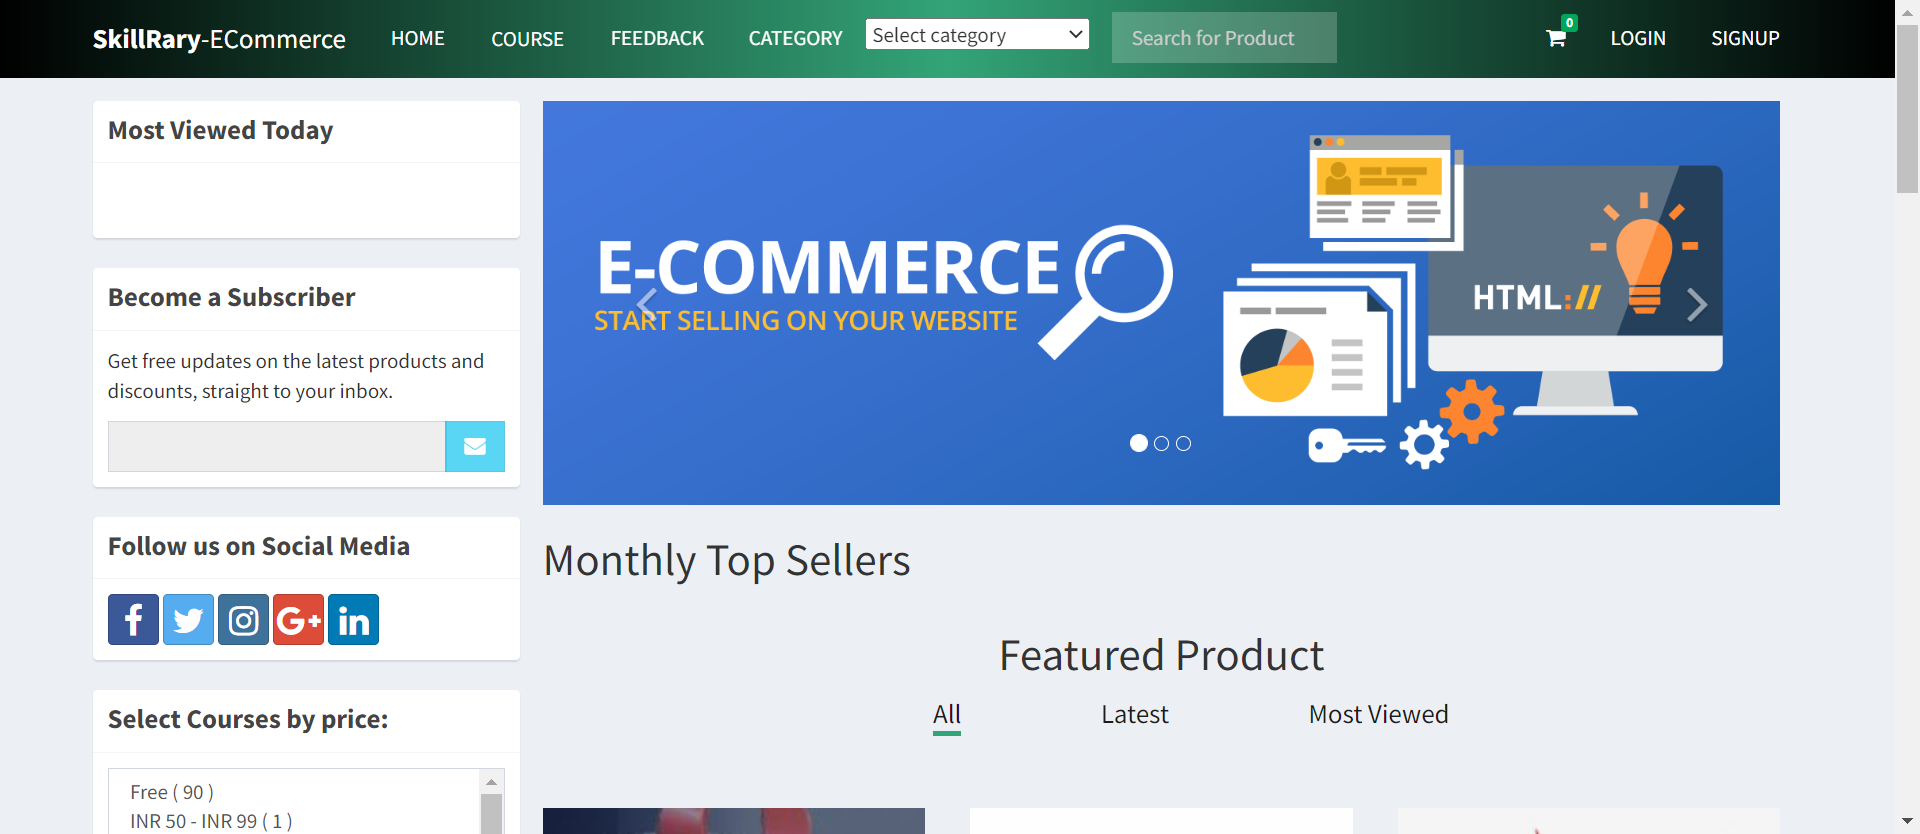 SkillRary-ECommerce HOME COURSE FEEDBACK CATEGORY Select category Search for Product 0 LOGIN SIGNUP
Most Viewed Today
Become a Subscriber
Get free updates on the latest products and
discounts, straight to your inbox.
Follow us on Social Media
Select Courses by price:
Free ( 90 )
INR 50 - INR 99 ( 1 )
E-COMMERCE
START SELLING ON YOUR WEBSITE
HTML://
Monthly Top Sellers
Featured Product
All Latest Most Viewed